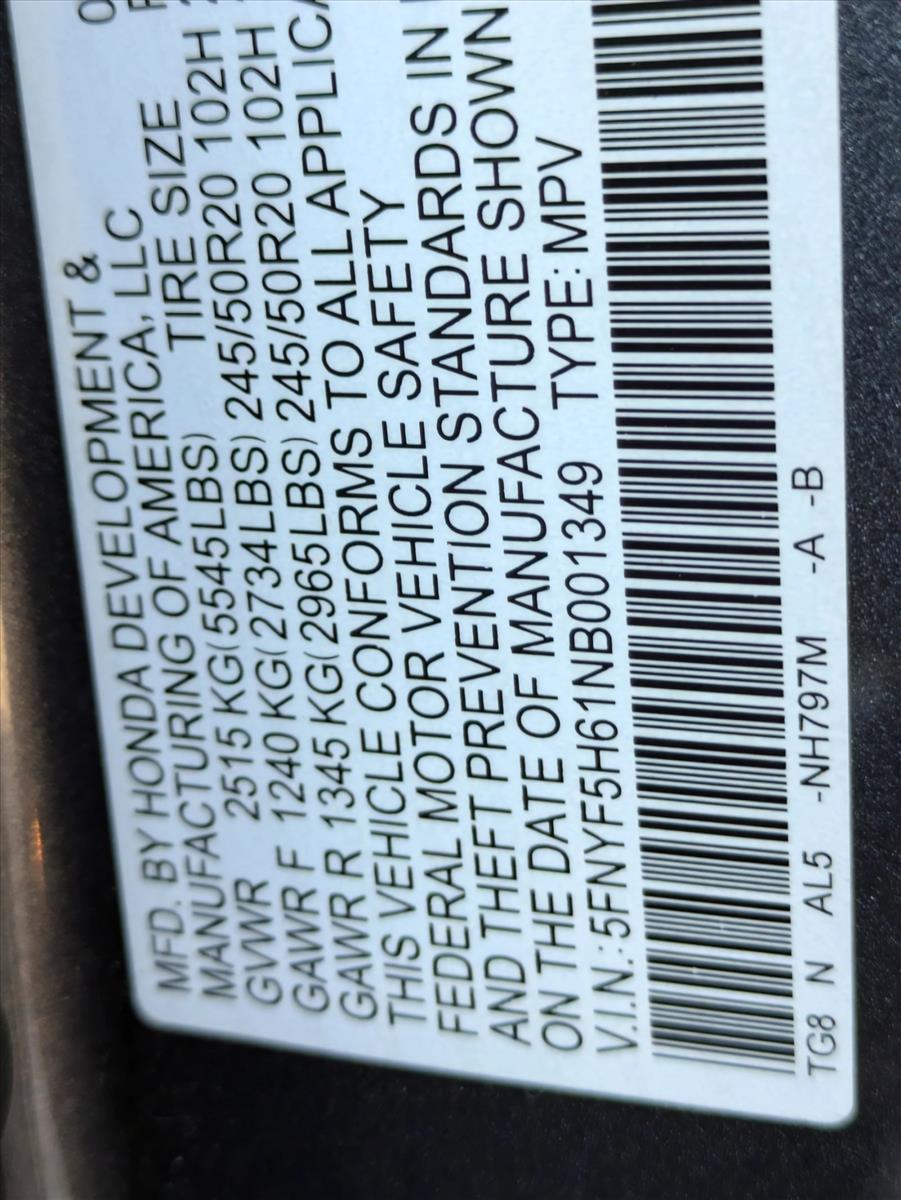 MFD. BY HONDA DEVELOPMENT &
MANUFACTURING OF AMERICA, LLC
TIRE SIZE
GVWR 2515 KG(5545LBS)
GAWR F 1240 KG(2734LBS) 245/50R20 102H
GAWR R 1345 KG(2965LBS) 245/50R20 102H
THIS VEHICLE CONFORMS TO ALL APPLICA
FEDERAL MOTOR VEHICLE SAFETY
AND THEFT PREVENTION STANDARDS IN
ON THE DATE OF MANUFACTURE SHOWN
V.I.N.:5FNYF5H61NB001349 TYPE:MPV
TG8 N AL5 -NH797M -A -B